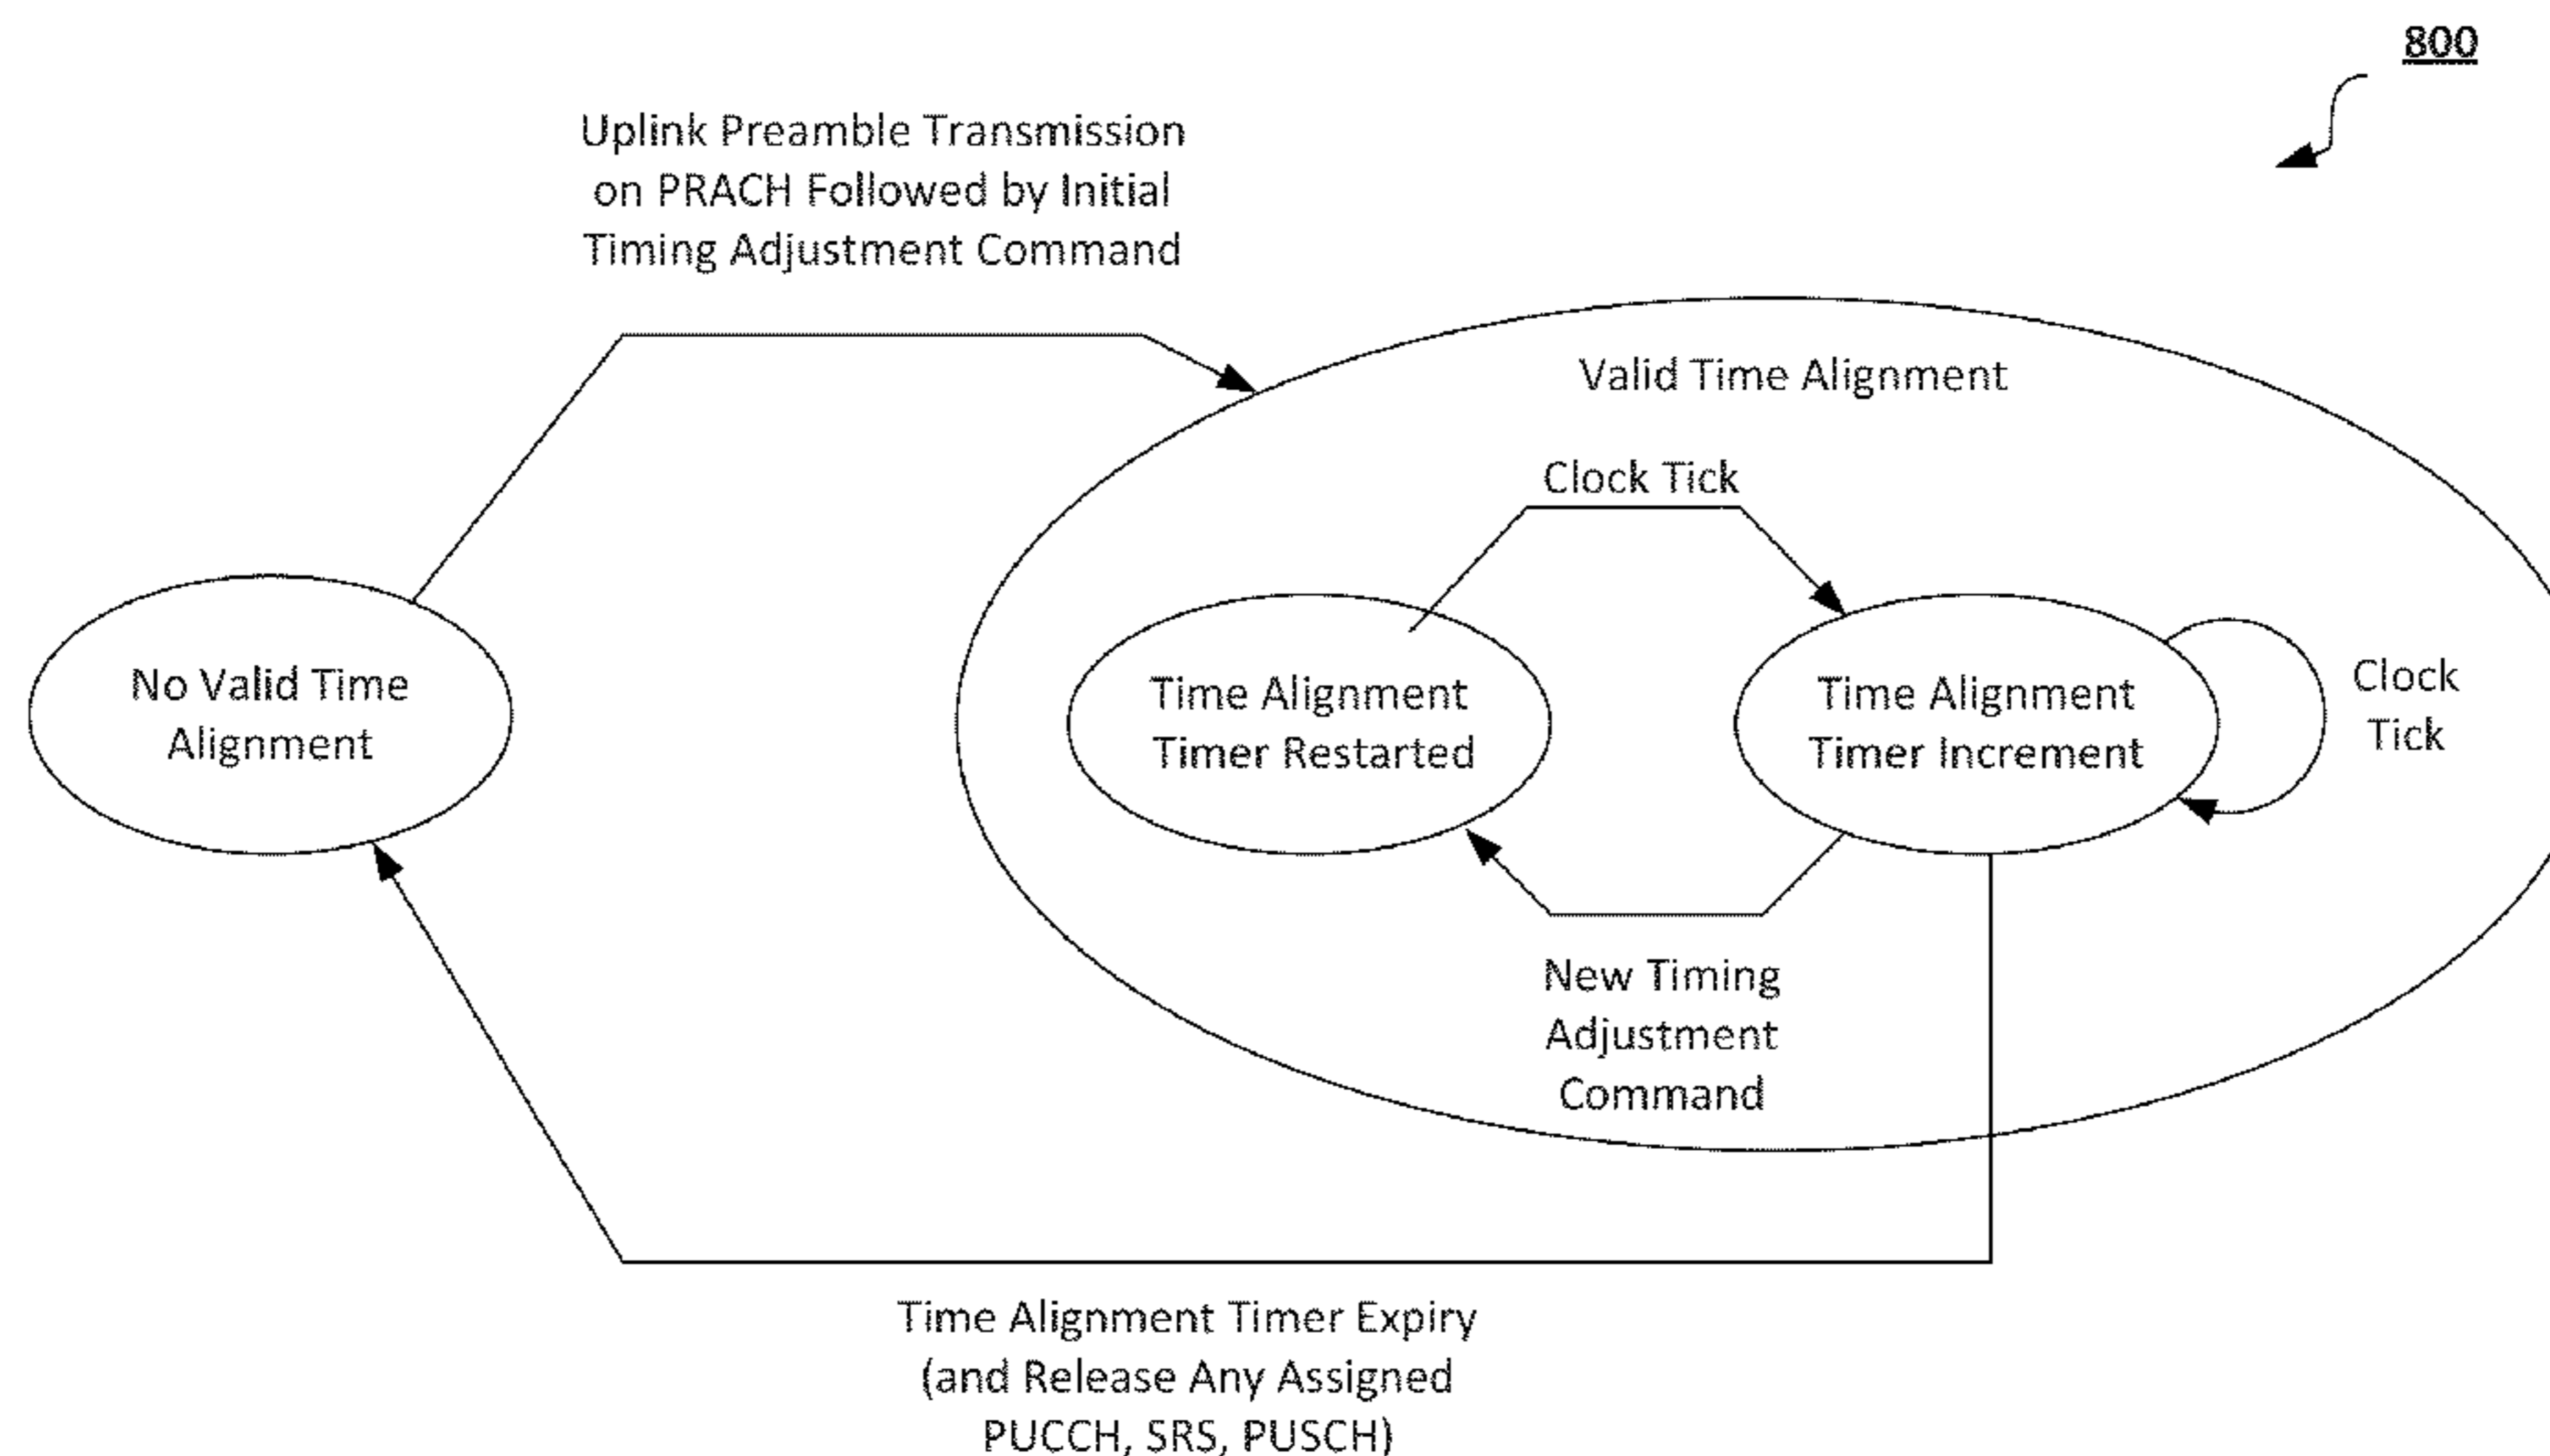 800
Uplink Preamble Transmission
on PRACH Followed by Initial
Timing Adjustment Command
Valid Time Alignment
Clock Tick
No Valid Time
Alignment
Time Alignment
Timer Restarted
Time Alignment
Timer Increment
Clock
Tick
New Timing
Adjustment
Command
Time Alignment Timer Expiry
(and Release Any Assigned
PUCCH, SRS, PUSCH)